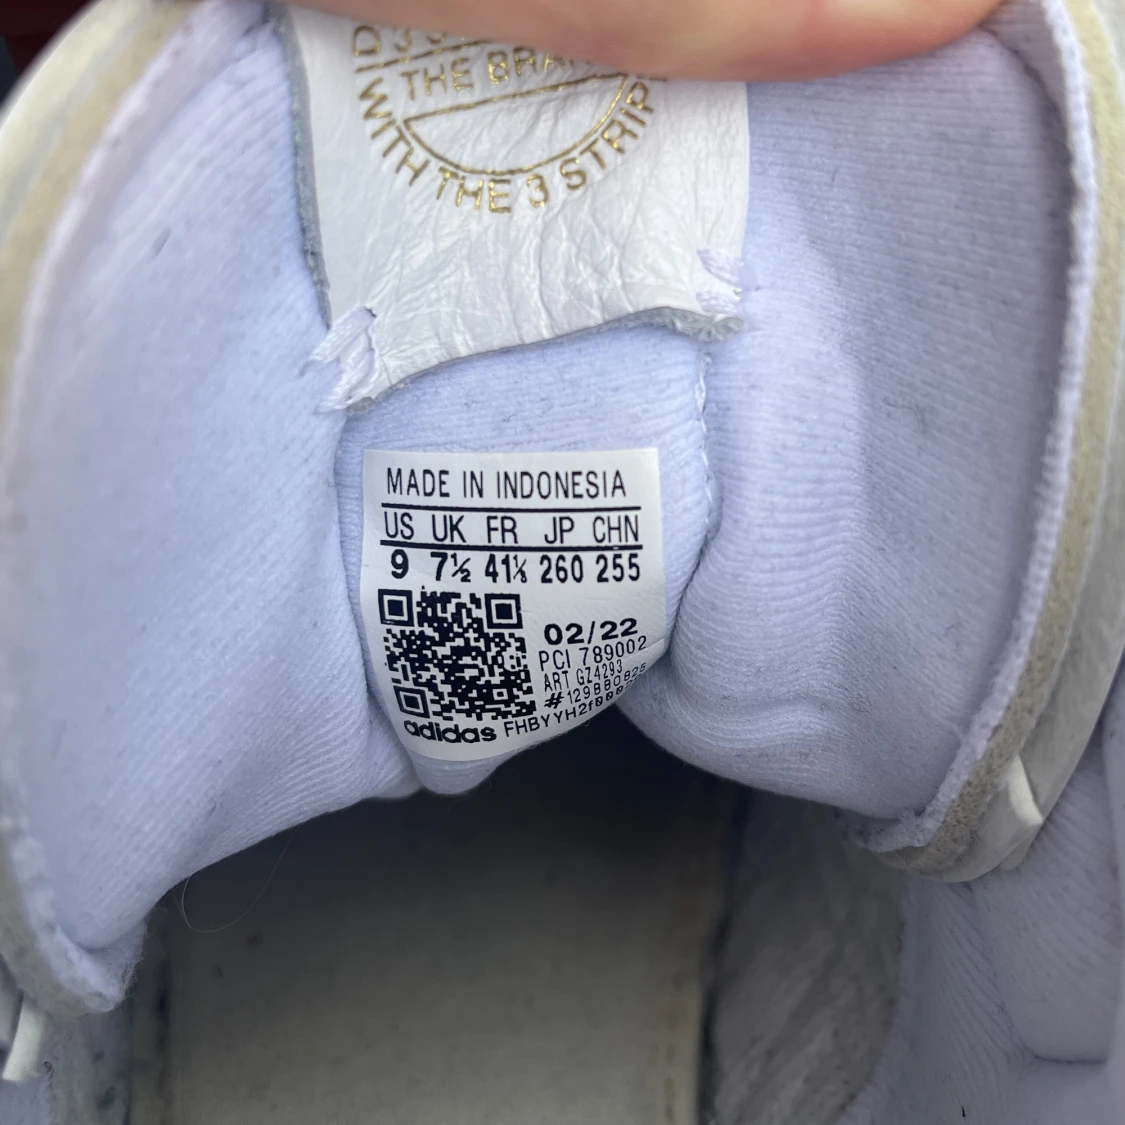 THE BRA
WITH THE 3 STRIP
MADE IN INDONESIA
US UK FR JP CHN
9 7½ 41⅓ 260 255
02/22
PCI 789002
ART GZ4293
adidas